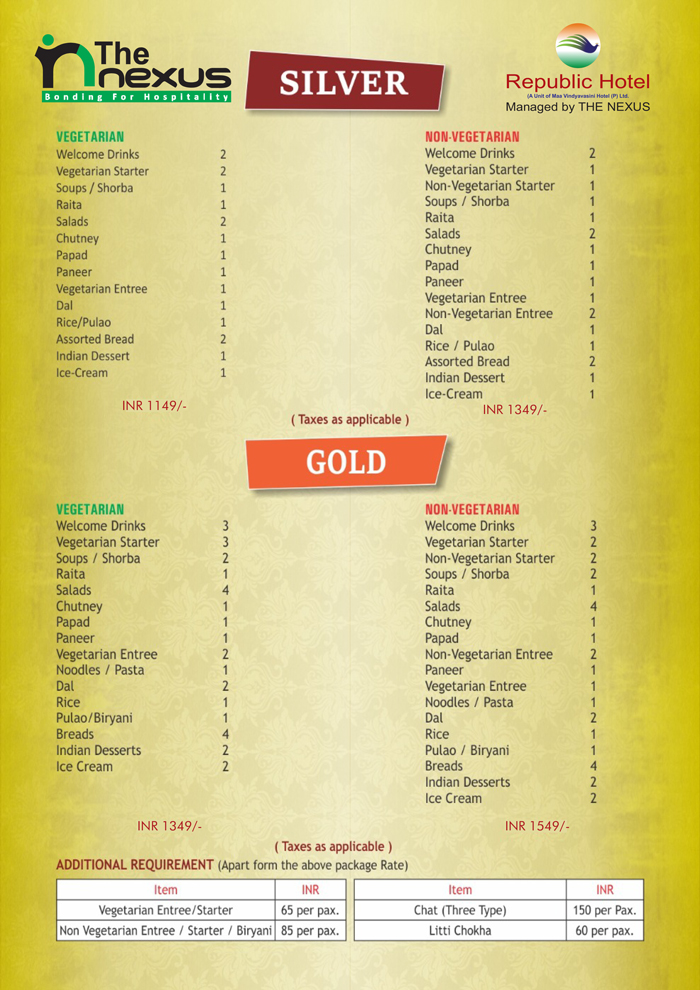 The
nexus
Bonding For Hospitality
SILVER
Republic Hotel
(A Unit of Maa Vindyavasini Hotel (P) Ltd.
Managed by THE NEXUS
VEGETARIAN
Welcome Drinks 2
Vegetarian Starter 2
Soups / Shorba 1
Raita 1
Salads 2
Chutney 1
Papad 1
Paneer 1
Vegetarian Entree 1
Dal 1
Rice/Pulao 1
Assorted Bread 2
Indian Dessert 1
Ice-Cream 1
INR 1149/-
NON-VEGETARIAN
Welcome Drinks 2
Vegetarian Starter 1
Non-Vegetarian Starter 1
Soups / Shorba 1
Raita 1
Salads 2
Chutney 1
Papad 1
Paneer 1
Vegetarian Entree 1
Non-Vegetarian Entree 2
Dal 1
Rice / Pulao 1
Assorted Bread 2
Indian Dessert 1
Ice-Cream 1
INR 1349/-
( Taxes as applicable )
GOLD
VEGETARIAN
Welcome Drinks 3
Vegetarian Starter 3
Soups / Shorba 2
Raita 1
Salads 4
Chutney 1
Papad 1
Paneer 1
Vegetarian Entree 2
Noodles / Pasta 1
Dal 2
Rice 1
Pulao/Biryani 1
Breads 4
Indian Desserts 2
Ice Cream 2
INR 1349/-
NON-VEGETARIAN
Welcome Drinks 3
Vegetarian Starter 2
Non-Vegetarian Starter 2
Soups / Shorba 2
Raita 1
Salads 4
Chutney 1
Papad 1
Non-Vegetarian Entree 2
Paneer 1
Vegetarian Entree 1
Noodles / Pasta 1
Dal 2
Rice 1
Pulao / Biryani 1
Breads 4
Indian Desserts 2
Ice Cream 2
INR 1549/-
( Taxes as applicable )
ADDITIONAL REQUIREMENT (Apart form the above package Rate)
Item INR Item INR
Vegetarian Entree/Starter 65 per pax. Chat (Three Type) 150 per Pax.
Non Vegetarian Entree / Starter / Biryani 85 per pax. Litti Chokha 60 per pax.